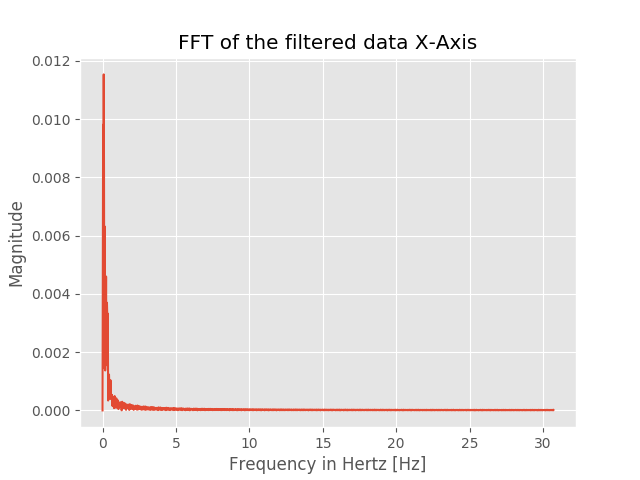 FFT of the filtered data X-Axis
0.012
0.010
0.008
0.006
0.004
0.002
0.000
Magnitude
0 5 10 15 20 25 30
Frequency in Hertz [Hz]